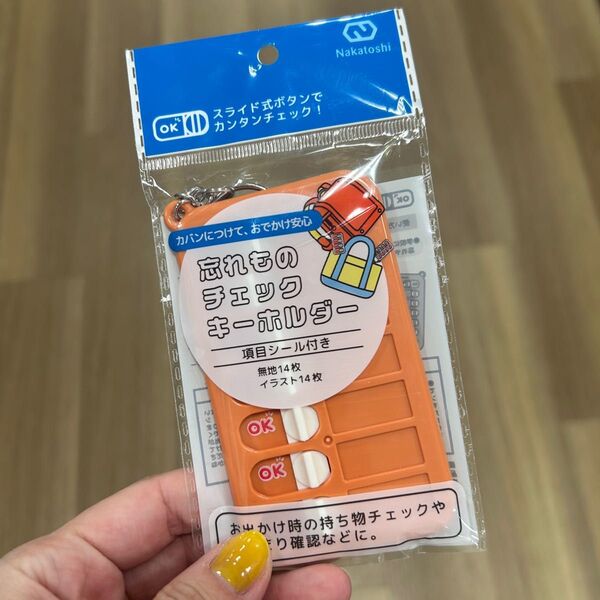 Nakatoshi
OK
スライド式ボタンで
カンタンチェック！
カバンにつけて、おでかけ安心
忘れもの
チェック
キーホルダー
項目シール付き
無地14枚
イラスト14枚
OK
OK
お出かけ時の持ち物チェックや
まり確認などに。
OK